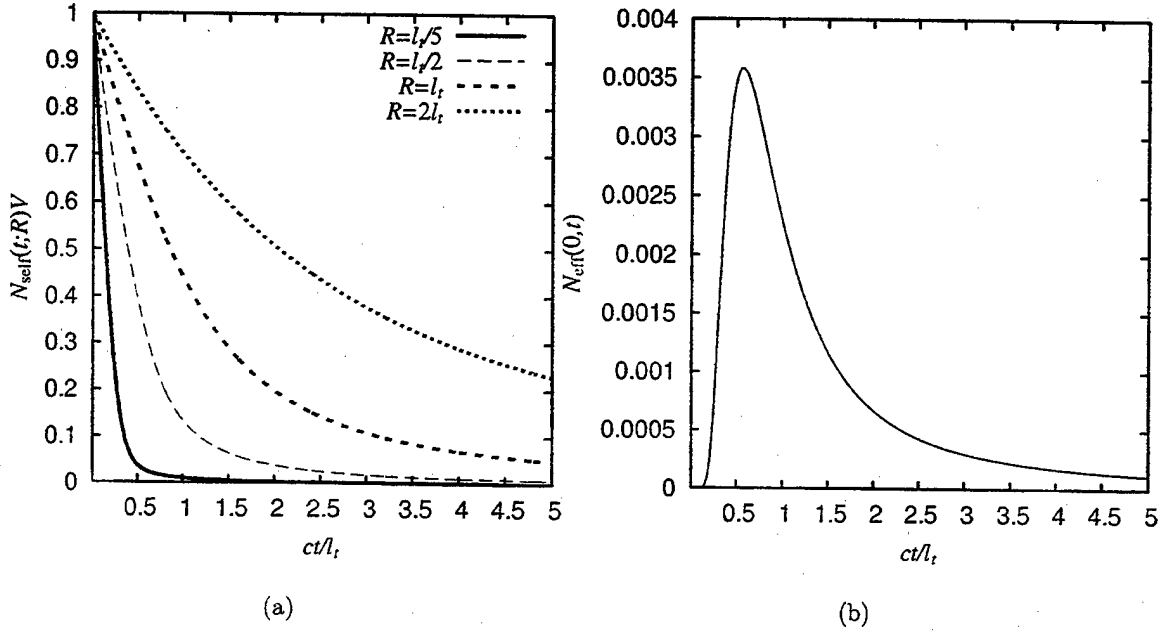 N_self(t;R)V
1
0.9
0.8
0.7
0.6
0.5
0.4
0.3
0.2
0.1
0
R=l_t/5
R=l_t/2
R=l_t
R=2l_t
0.5 1 1.5 2 2.5 3 3.5 4 4.5 5
ct/l_t
(a)
N_eff(0,t)
0.004
0.0035
0.003
0.0025
0.002
0.0015
0.001
0.0005
0
0.5 1 1.5 2 2.5 3 3.5 4 4.5 5
ct/l_t
(b)